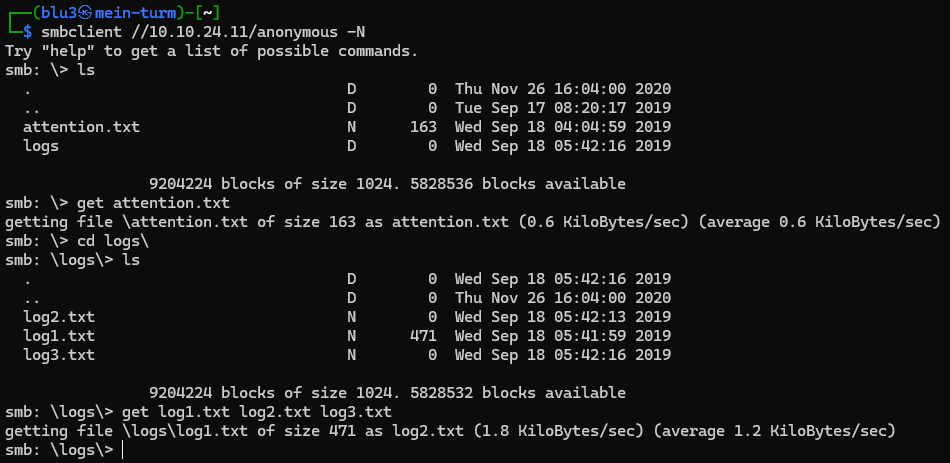 ┌──(blu3㉿mein-turm)-[~]
└─$ smbclient //10.10.24.11/anonymous -N
Try "help" to get a list of possible commands.
smb: \> ls
  .                                   D        0  Thu Nov 26 16:04:00 2020
  ..                                  D        0  Tue Sep 17 08:20:17 2019
  attention.txt                       N      163  Wed Sep 18 04:04:59 2019
  logs                                D        0  Wed Sep 18 05:42:16 2019
                9204224 blocks of size 1024. 5828536 blocks available
smb: \> get attention.txt
getting file \attention.txt of size 163 as attention.txt (0.6 KiloBytes/sec) (average 0.6 KiloBytes/sec)
smb: \> cd logs\
smb: \logs\> ls
  .                                   D        0  Wed Sep 18 05:42:16 2019
  ..                                  D        0  Thu Nov 26 16:04:00 2020
  log2.txt                            N        0  Wed Sep 18 05:42:13 2019
  log1.txt                            N      471  Wed Sep 18 05:41:59 2019
  log3.txt                            N        0  Wed Sep 18 05:42:16 2019
                9204224 blocks of size 1024. 5828532 blocks available
smb: \logs\> get log1.txt log2.txt log3.txt
getting file \logs\log1.txt of size 471 as log2.txt (1.8 KiloBytes/sec) (average 1.2 KiloBytes/sec)
smb: \logs\>